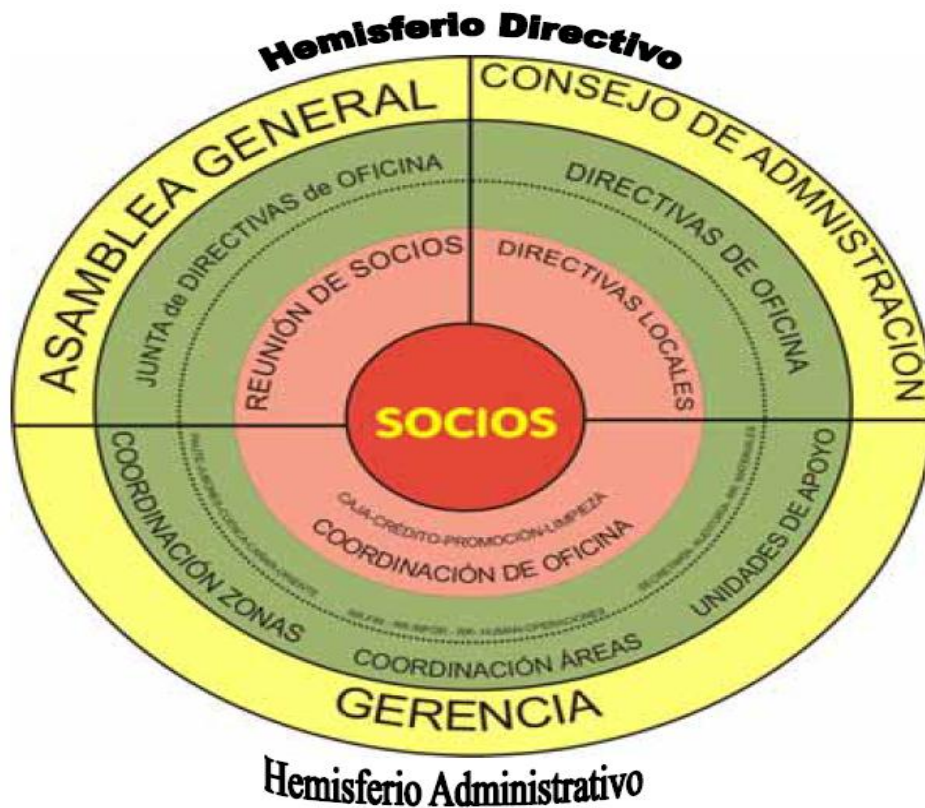 Hemisferio Directivo
ASAMBLEA GENERAL
CONSEJO DE ADMNISTRACIÓN
JUNTA de DIRECTIVAS de OFICINA
DIRECTIVAS DE OFICINA
REUNIÓN DE SOCIOS
DIRECTIVAS LOCALES
SOCIOS
CAJA-CRÉDITO-PROMOCIÓN-LIMPIEZA
COORDINACIÓN DE OFICINA
COORDINACIÓN ZONAS
COORDINACIÓN ÁREAS
UNIDADES DE APOYO
GERENCIA
Hemisferio Administrativo